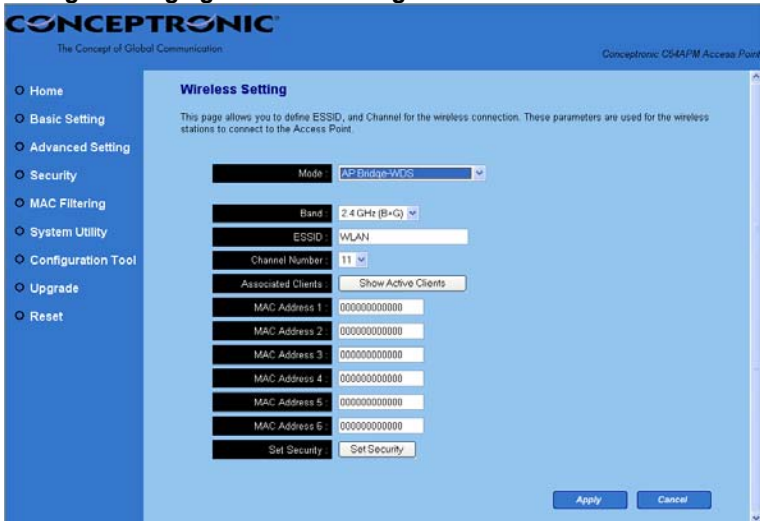 CONCEPTRONIC
The Concept of Global Communication
Conceptronic C54APM Access Point
Home
Basic Setting
Advanced Setting
Security
MAC Filtering
System Utility
Configuration Tool
Upgrade
Reset
Wireless Setting
This page allows you to define ESSID, and Channel for the wireless connection. These parameters are used for the wireless
stations to connect to the Access Point.
Mode : AP Bridge-WDS
Band : 2.4 GHz (B+G)
ESSID : WLAN
Channel Number : 11
Associated Clients : Show Active Clients
MAC Address 1 : 000000000000
MAC Address 2 : 000000000000
MAC Address 3 : 000000000000
MAC Address 4 : 000000000000
MAC Address 5 : 000000000000
MAC Address 6 : 000000000000
Set Security : Set Security
Apply Cancel